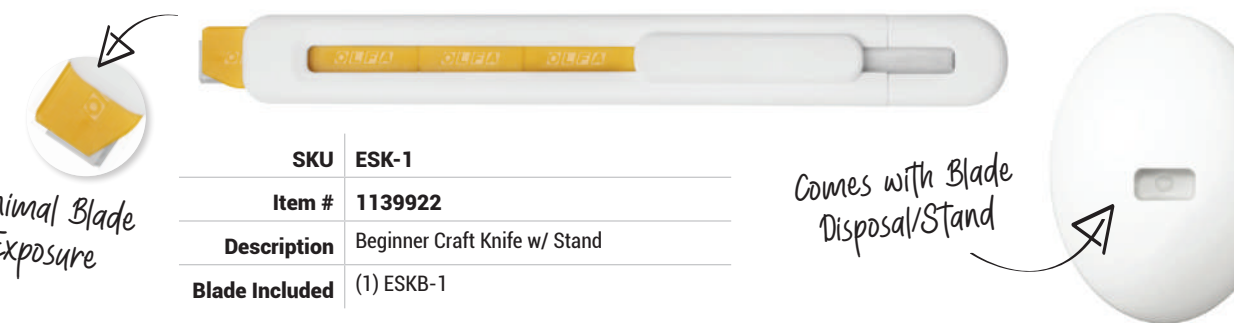 OLFA OLFA OLFA
SKU ESK-1
Item # 1139922
Description Beginner Craft Knife w/ Stand
Blade Included (1) ESKB-1
Blade
Exposure
Comes with Blade
Disposal/Stand